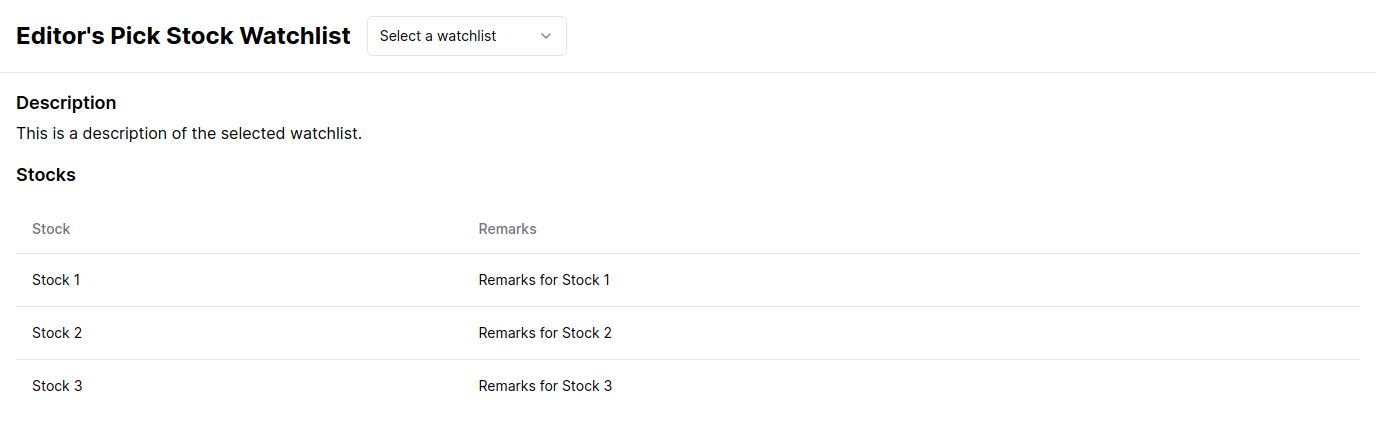 Editor's Pick Stock Watchlist Select a watchlist
Description
This is a description of the selected watchlist.
Stocks
Stock Remarks
Stock 1 Remarks for Stock 1
Stock 2 Remarks for Stock 2
Stock 3 Remarks for Stock 3